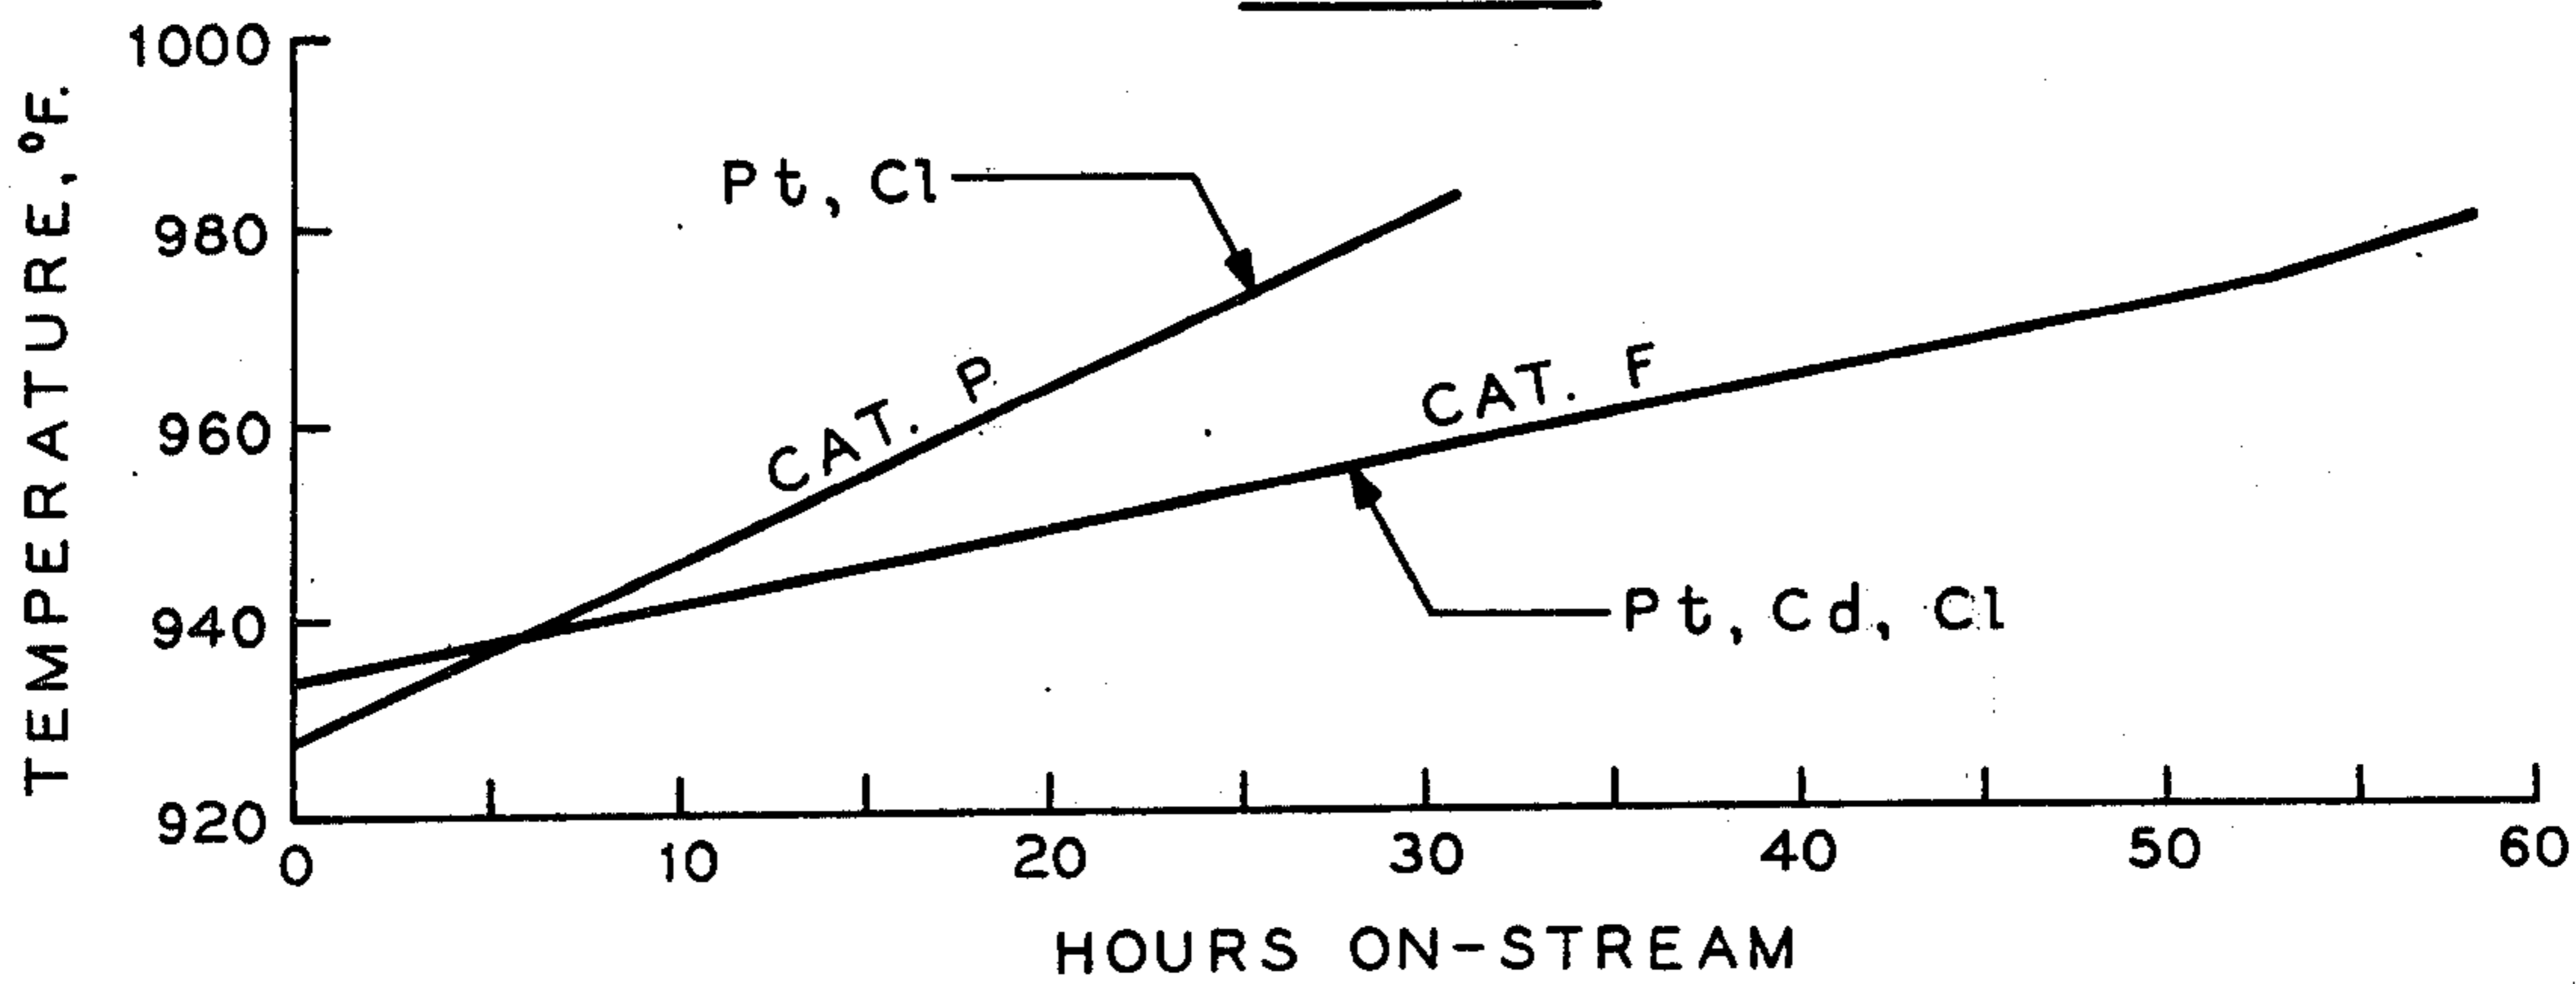 1000
980
960
940
920
TEMPERATURE, °F.
Pt, Cl
CAT. P
CAT. F
Pt, Cd, Cl
0 10 20 30 40 50 60
HOURS ON-STREAM